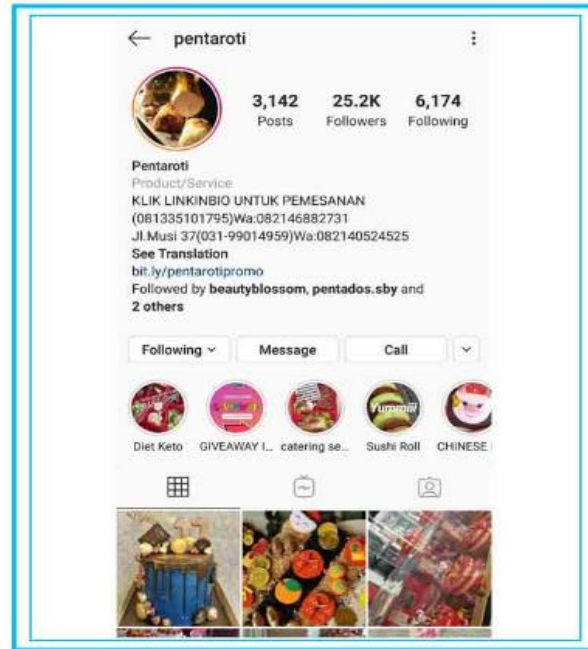 pentaroti
3,142 25.2K 6,174
Posts Followers Following
Pentaroti
Product/Service
KLIK LINKINBIO UNTUK PEMESANAN
(081335101795)Wa:082146882731
Jl.Musi 37(031-99014959)Wa:082140524525
See Translation
bit.ly/pentarotipromo
Followed by beautyblossom, pentados.sby and
2 others
Following Message Call
Yummiii
Diet Keto GIVEAWAY I... catering se... Sushi Roll CHINESE